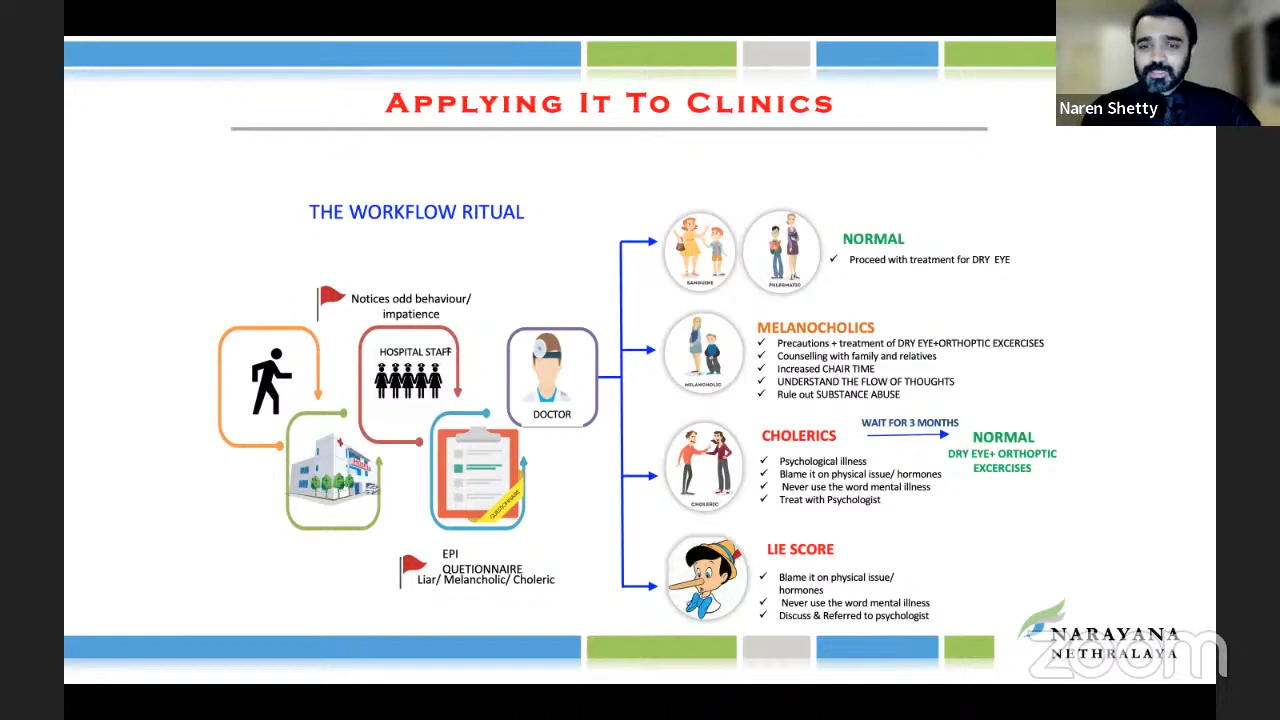 Naren Shetty
APPLYING IT TO CLINICS
THE WORKFLOW RITUAL
Notices odd behaviour/
impatience
HOSPITAL STAFF
DOCTOR
QUESTIONNAIRE
EPI
QUETIONNAIRE
Liar/ Melancholic/ Choleric
SANGUINE
PHLEGMATIC
NORMAL
✓ Proceed with treatment for DRY EYE
MELANCHOLIC
MELANOCHOLICS
✓ Precautions + treatment of DRY EYE+ORTHOPTIC EXCERCISES
✓ Counselling with family and relatives
✓ Increased CHAIR TIME
✓ UNDERSTAND THE FLOW OF THOUGHTS
✓ Rule out SUBSTANCE ABUSE
CHOLERIC
CHOLERICS
✓ Psychological illness
✓ Blame it on physical issue/ hormones
✓ Never use the word mental illness
✓ Treat with Psychologist
WAIT FOR 3 MONTHS
NORMAL
DRY EYE+ ORTHOPTIC
EXCERCISES
LIE SCORE
✓ Blame it on physical issue/
hormones
✓ Never use the word mental illness
✓ Discuss & Referred to psychologist
NARAYANA
NETHRALAYA
zoom